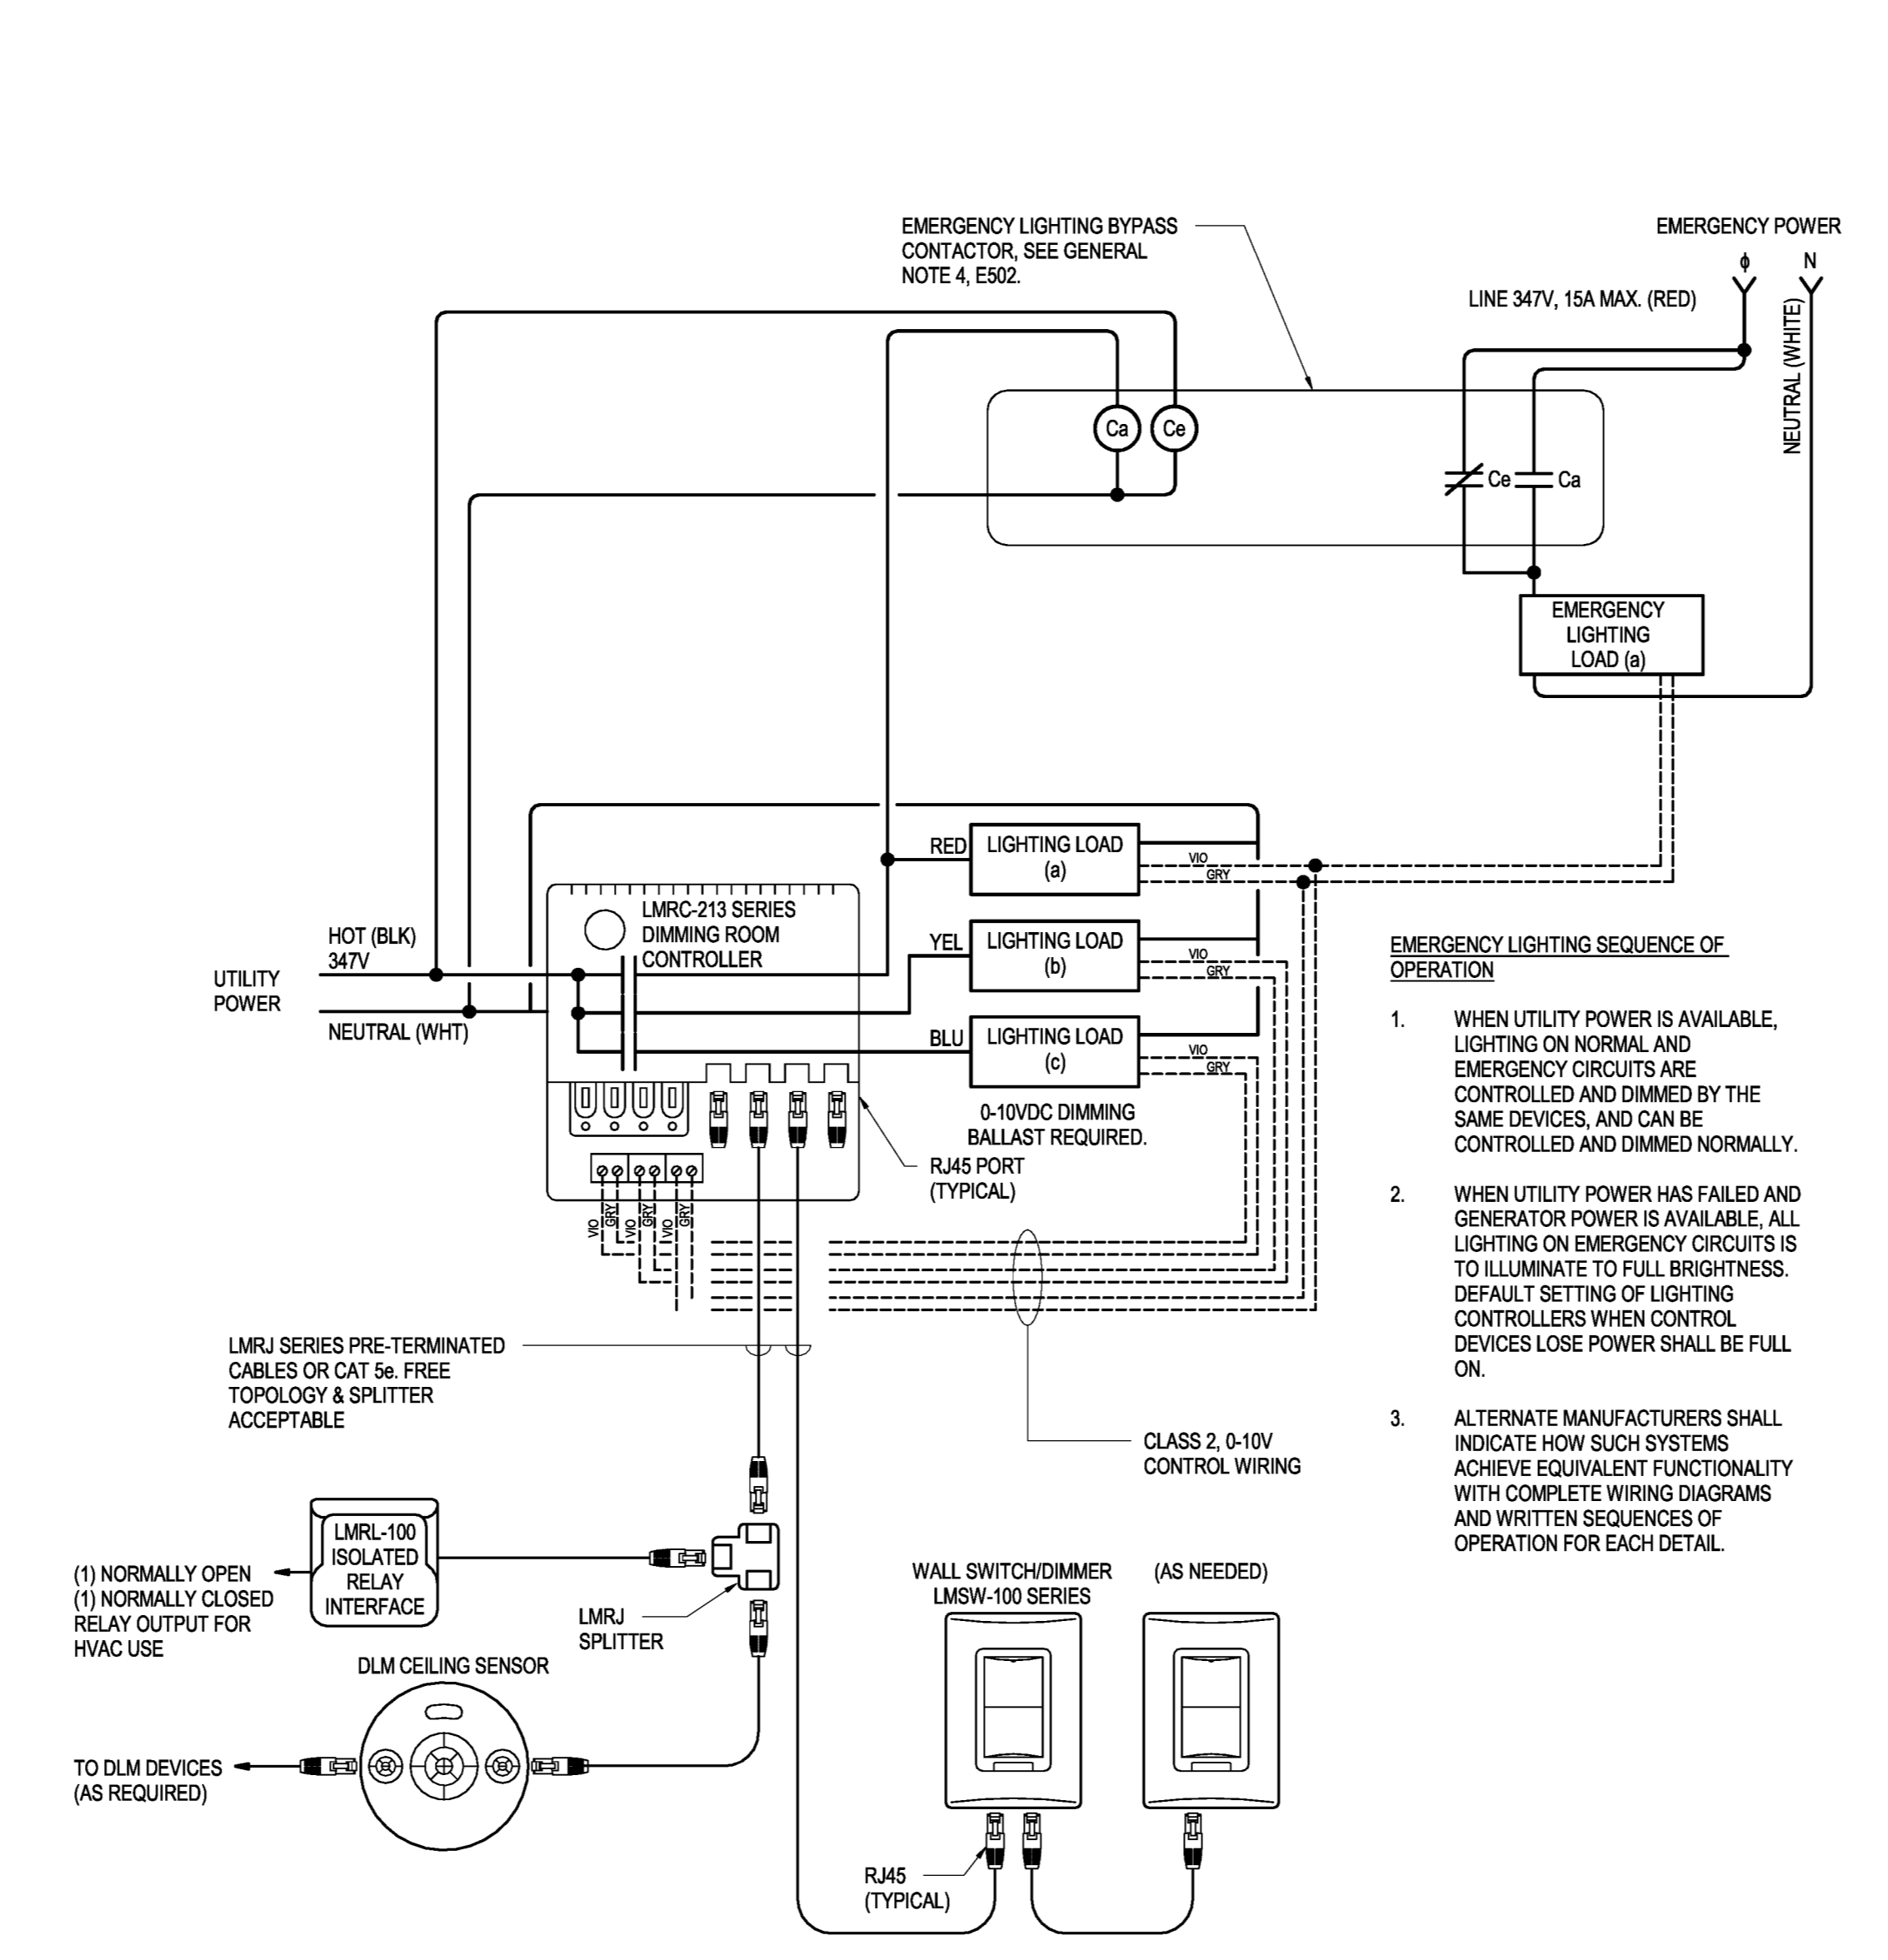 EMERGENCY LIGHTING BYPASS
CONTACTOR, SEE GENERAL
NOTE 4, E502.
EMERGENCY POWER
ϕ
N
LINE 347V, 15A MAX. (RED)
NEUTRAL (WHITE)
Ca
Ce
Ce
Ca
EMERGENCY
LIGHTING
LOAD (a)
RED
LIGHTING LOAD
(a)
VIO
GRY
LMRC-213 SERIES
DIMMING ROOM
CONTROLLER
YEL
LIGHTING LOAD
(b)
VIO
GRY
HOT (BLK)
347V
UTILITY
POWER
NEUTRAL (WHT)
BLU
LIGHTING LOAD
(c)
VIO
GRY
0-10VDC DIMMING
BALLAST REQUIRED.
RJ45 PORT
(TYPICAL)
VIO
GRY
VIO
GRY
VIO
GRY
EMERGENCY LIGHTING SEQUENCE OF
OPERATION
1. WHEN UTILITY POWER IS AVAILABLE,
LIGHTING ON NORMAL AND
EMERGENCY CIRCUITS ARE
CONTROLLED AND DIMMED BY THE
SAME DEVICES, AND CAN BE
CONTROLLED AND DIMMED NORMALLY.
2. WHEN UTILITY POWER HAS FAILED AND
GENERATOR POWER IS AVAILABLE, ALL
LIGHTING ON EMERGENCY CIRCUITS IS
TO ILLUMINATE TO FULL BRIGHTNESS.
DEFAULT SETTING OF LIGHTING
CONTROLLERS WHEN CONTROL
DEVICES LOSE POWER SHALL BE FULL
ON.
3. ALTERNATE MANUFACTURERS SHALL
INDICATE HOW SUCH SYSTEMS
ACHIEVE EQUIVALENT FUNCTIONALITY
WITH COMPLETE WIRING DIAGRAMS
AND WRITTEN SEQUENCES OF
OPERATION FOR EACH DETAIL.
LMRJ SERIES PRE-TERMINATED
CABLES OR CAT 5e. FREE
TOPOLOGY & SPLITTER
ACCEPTABLE
CLASS 2, 0-10V
CONTROL WIRING
LMRL-100
ISOLATED
RELAY
INTERFACE
(1) NORMALLY OPEN
(1) NORMALLY CLOSED
RELAY OUTPUT FOR
HVAC USE
LMRJ
SPLITTER
WALL SWITCH/DIMMER
LMSW-100 SERIES
(AS NEEDED)
DLM CEILING SENSOR
TO DLM DEVICES
(AS REQUIRED)
RJ45
(TYPICAL)